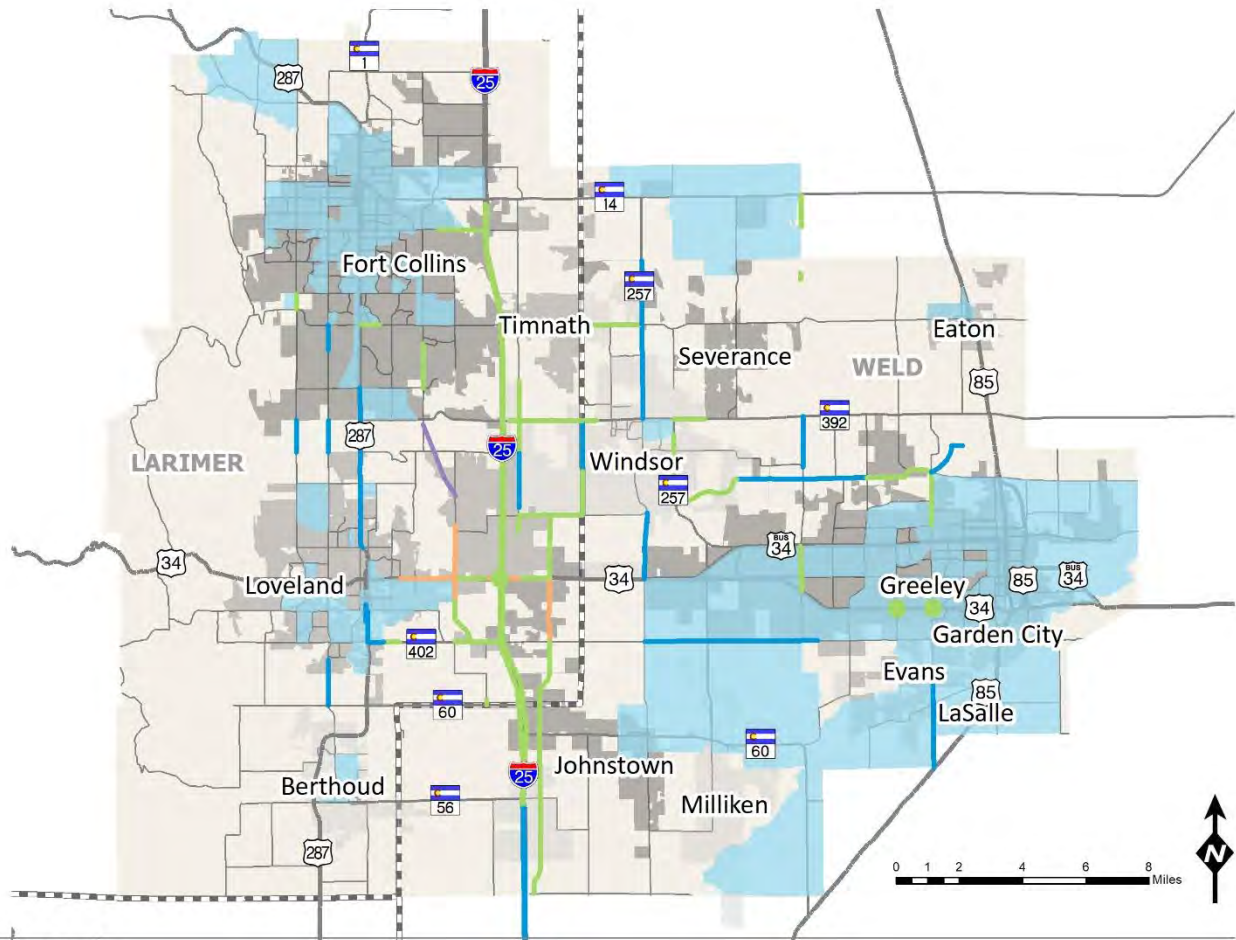 1
287
25
14
Fort Collins
257
Timnath
Eaton
Severance
WELD
85
392
287
25
LARIMER
Windsor
257
BUS
34
34
Loveland
34
Greeley
85
BUS
34
34
Garden City
402
Evans
85
60
LaSalle
60
Johnstown
25
Berthoud
56
Milliken
287
0 1 2 4 6 8
Miles
N